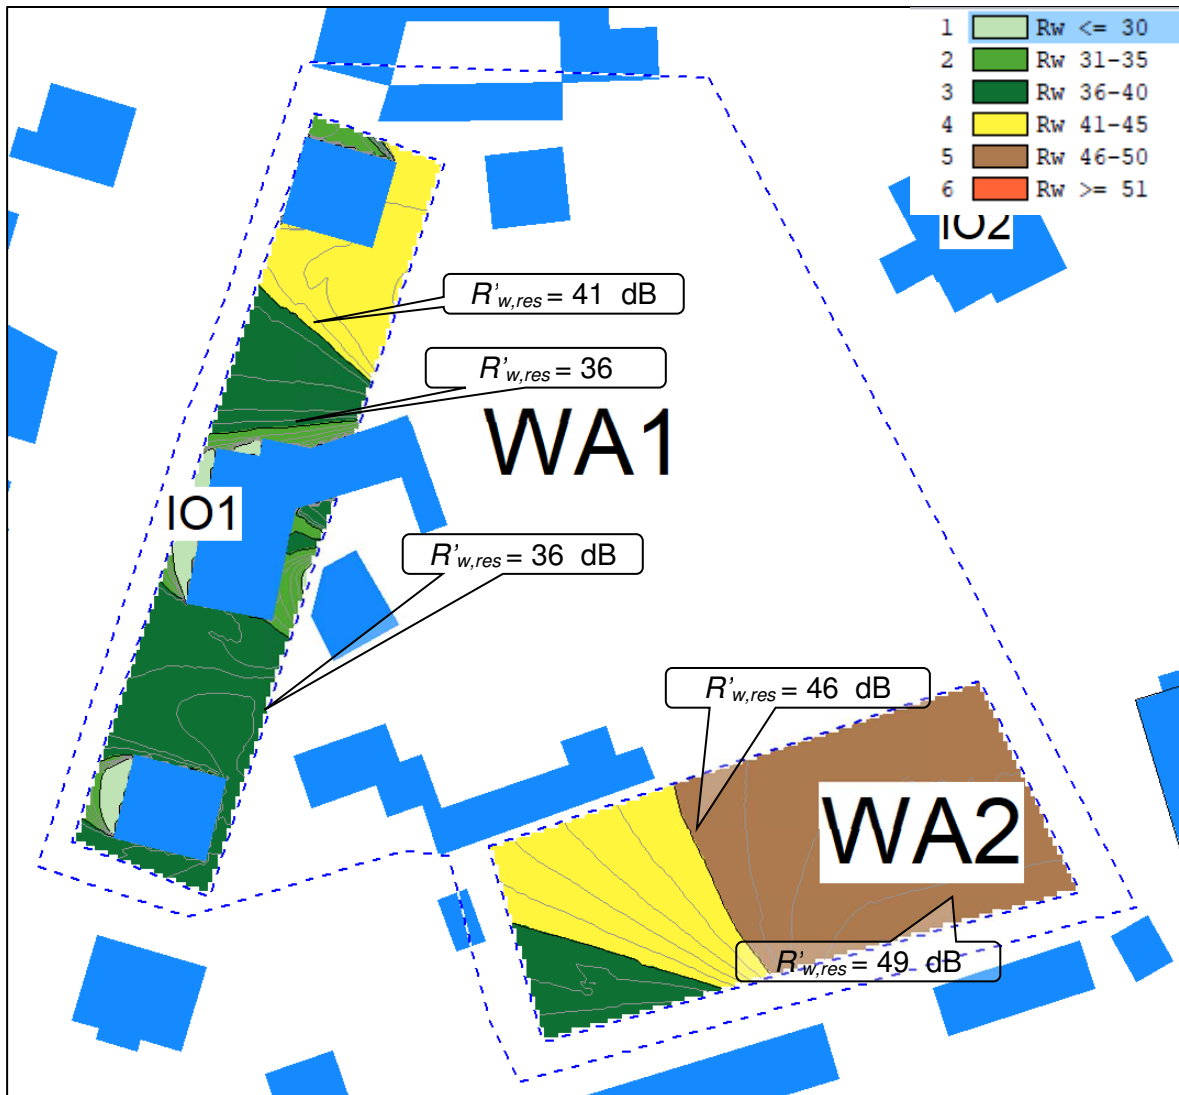 1 Rw <= 30
2 Rw 31-35
3 Rw 36-40
4 Rw 41-45
5 Rw 46-50
6 Rw >= 51
IO2
R'w,res = 41 dB
R'w,res = 36
WA1
IO1
R'w,res = 36 dB
R'w,res = 46 dB
WA2
R'w,res = 49 dB